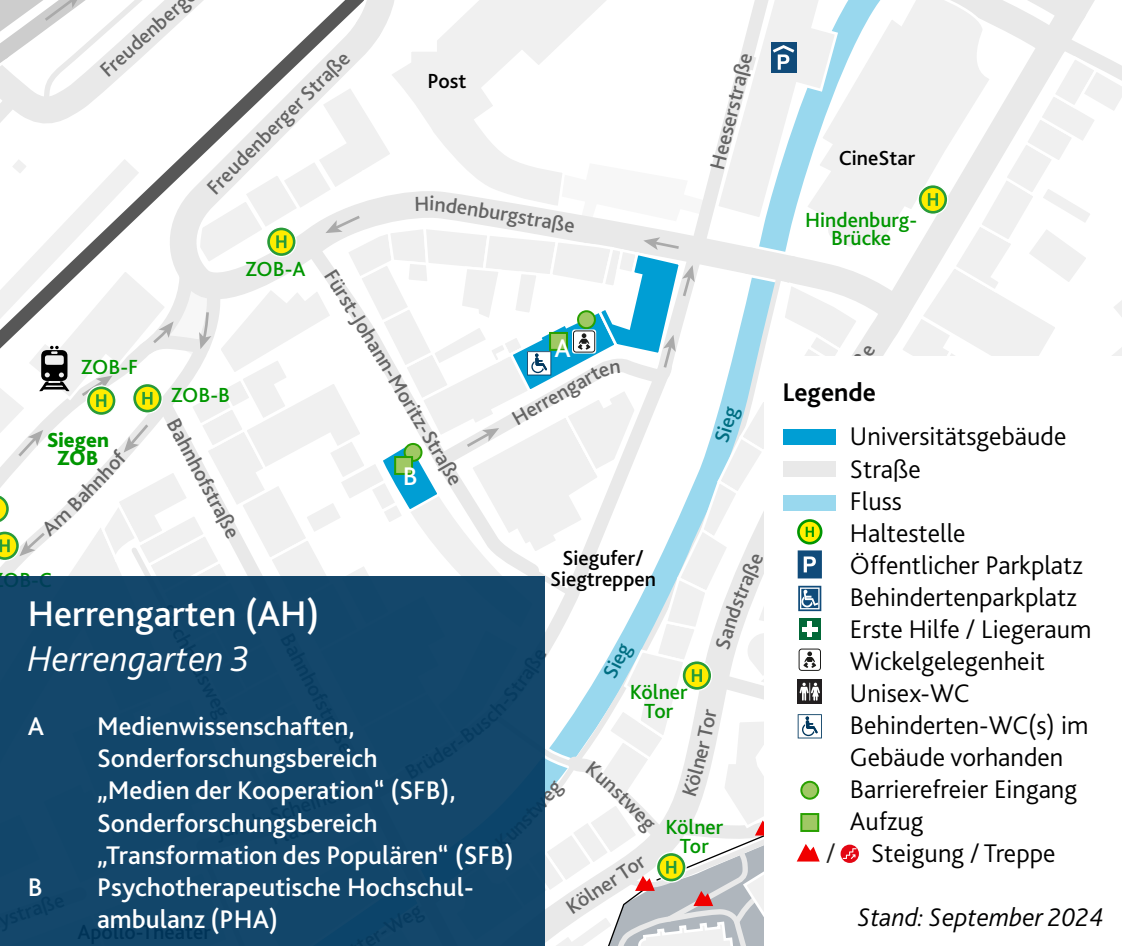 Freudenberger
Freudenberger Straße
Post
Heeserstraße
P
CineStar
H
Hindenburg-
Brücke
Hindenburgstraße
H
ZOB-A
Fürst-Johann-Moritz-Straße
A
Herrengarten
B
ZOB-F
H
H
ZOB-B
Siegen
ZOB
Am Bahnhof
Bahnhofstraße
H
Sieg
Siegufer/
Siegtreppen
Sandstraße
Sieg
H
Kölner
Tor
Kölner Tor
Kunstweg
Kölner
Tor
H
Kölner Tor
Herrengarten (AH)
Herrengarten 3
A Medienwissenschaften,
Sonderforschungsbereich
„Medien der Kooperation“ (SFB),
Sonderforschungsbereich
„Transformation des Populären“ (SFB)
B Psychotherapeutische Hochschul-
ambulanz (PHA)
Bahnhofstraße
Brüder-Busch-Straße
Kunstweg
Apollo-Theater
Legende
Universitätsgebäude
Straße
Fluss
H Haltestelle
P Öffentlicher Parkplatz
Behindertenparkplatz
Erste Hilfe / Liegeraum
Wickelgelegenheit
Unisex-WC
Behinderten-WC(s) im
Gebäude vorhanden
Barrierefreier Eingang
Aufzug
/ Steigung / Treppe
Stand: September 2024